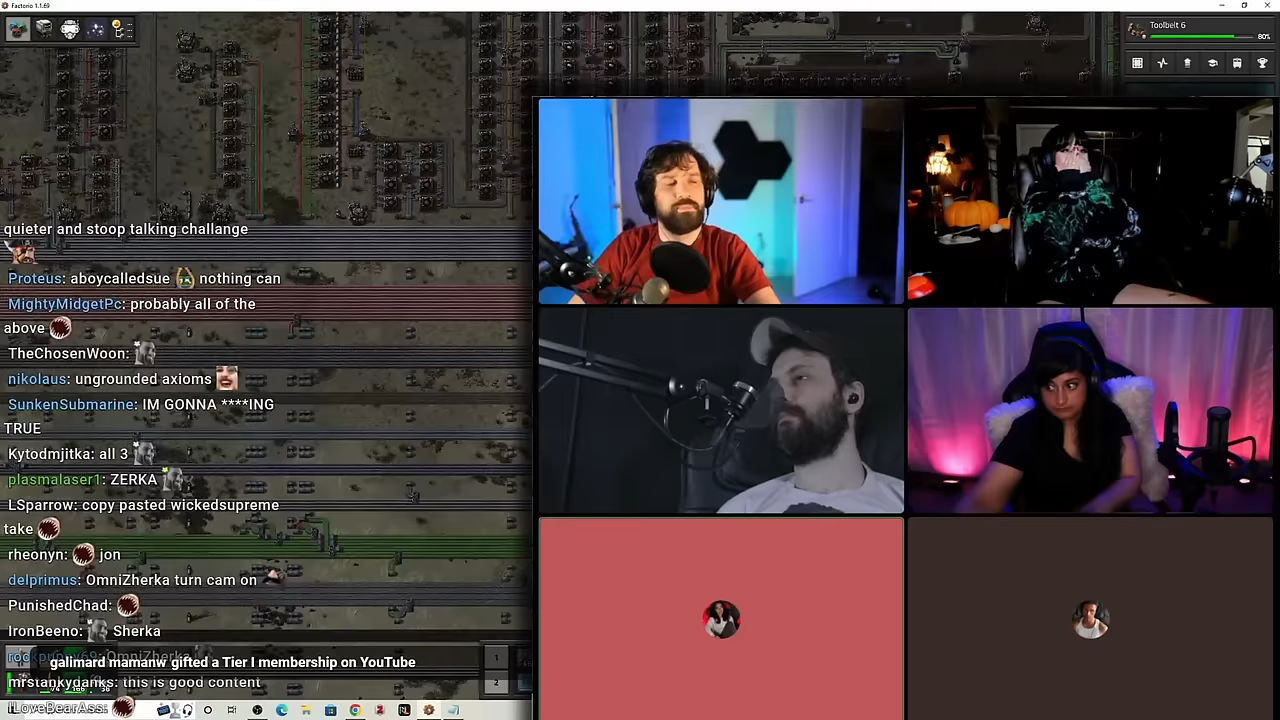 Factorio 1.1.69
Toolbelt 6
80%
quieter and stoop talking challange
Proteus: aboycalledsue nothing can
MightyMidgetPc: probably all of the
above
TheChosenWoon:
nikolaus: ungrounded axioms
SunkenSubmarine: IM GONNA ****ING
TRUE
Kytodmjitka: all 3
plasmalaser1: ZERKA
LSparrow: copy pasted wickedsupreme
take
rheonyn: jon
delprimus: OmniZherka turn cam on
PunishedChad:
IronBeeno: Sherka
OmniZherka
galimard mamanw gifted a Tier I membership on YouTube
mrstankydanks: this is good content
ILoveBearAss:
1
2